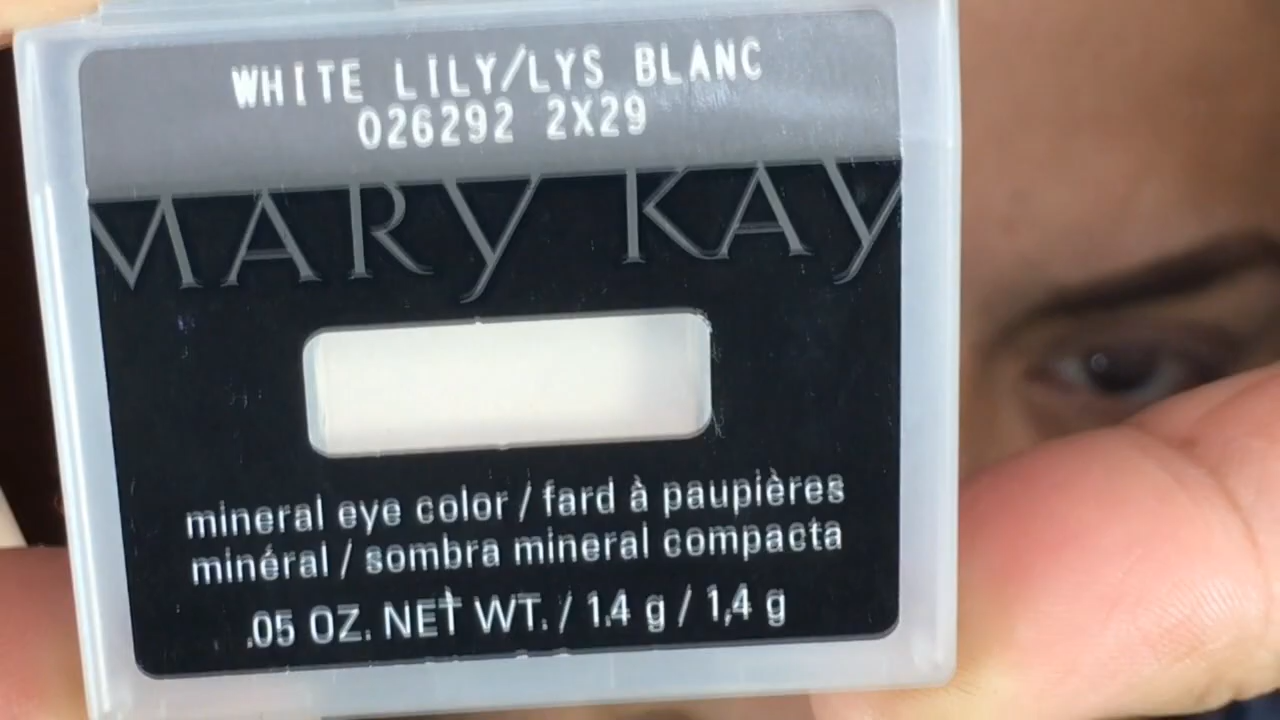 WHITE LILY/LYS BLANC
026292 2X29
MARY KAY
mineral eye color / fard à paupières
minéral / sombra mineral compacta
.05 OZ. NET WT. / 1.4 g / 1,4 g